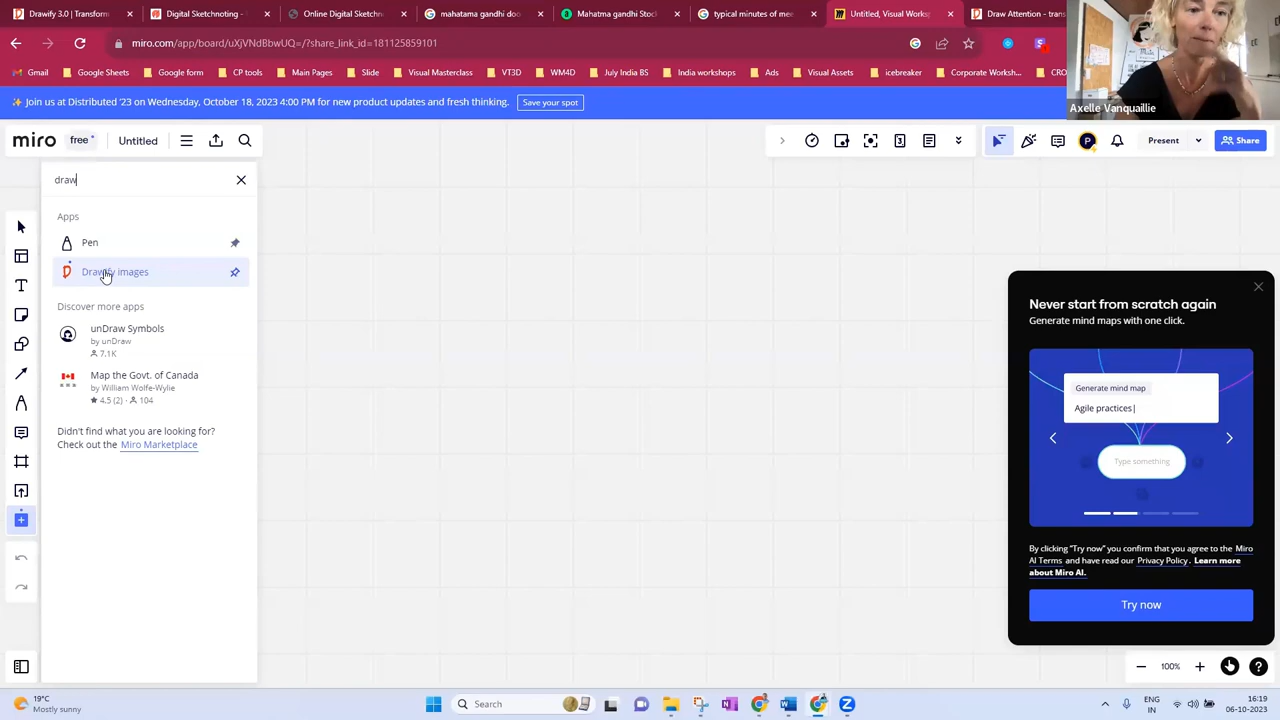 Drawify 3.0 | Transform
Digital Sketchnoting -
Online Digital Sketchn
mahatama gandhi doo
Mahatma gandhi Stock
typical minutes of mee
Untitled, Visual Worksp
Draw Attention - trans
miro.com/app/board/uXjVNdBbwUQ=/?share_link_id=181125859101
Gmail
Google Sheets
Google form
CP tools
Main Pages
Slide
Visual Masterclass
VT3D
WM4D
July India BS
India workshops
Ads
Visual Assets
icebreaker
Corporate Worksh...
CRO
Axelle Vanquaillie
Join us at Distributed '23 on Wednesday, October 18, 2023 4:00 PM for new product updates and fresh thinking.
Save your spot
miro
free
Untitled
3
P
Present
Share
draw
Apps
Pen
Drawify images
Discover more apps
unDraw Symbols
by unDraw
7.1K
Map the Govt. of Canada
by William Wolfe-Wylie
4.5 (2) · 104
Didn't find what you are looking for?
Check out the Miro Marketplace
Never start from scratch again
Generate mind maps with one click.
Generate mind map
Agile practices|
Type something
By clicking "Try now" you confirm that you agree to the Miro
AI Terms and have read our Privacy Policy. Learn more
about Miro AI.
Try now
100%
19°C
Mostly sunny
Search
ENG
IN
16:19
06-10-2023